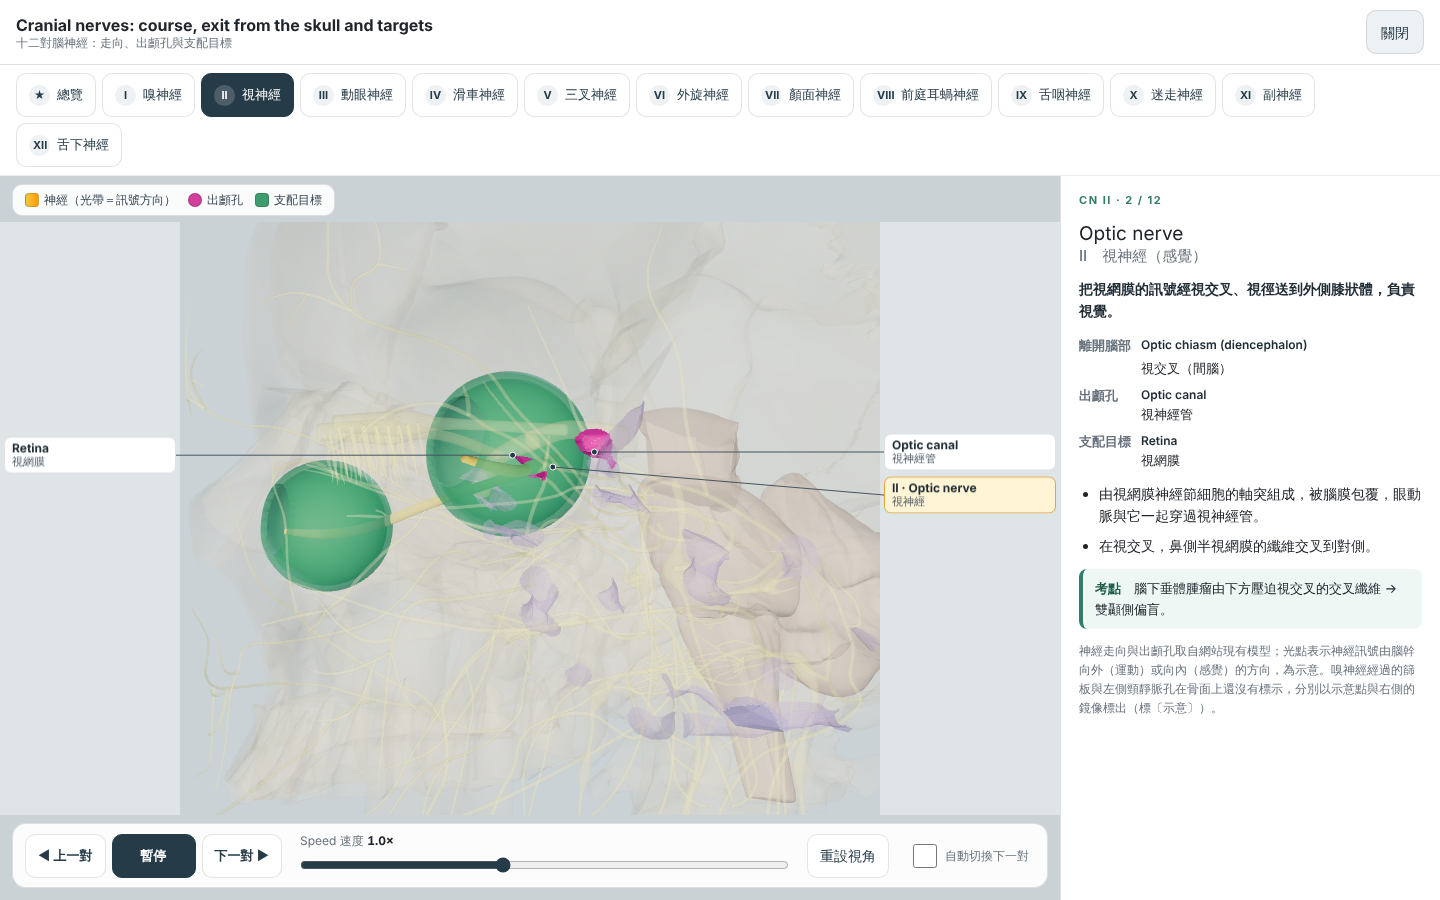 Cranial nerves: course, exit from the skull and targets
十二對腦神經：走向、出顱孔與支配目標
關閉
★ 總覽
I 嗅神經
II 視神經
III 動眼神經
IV 滑車神經
V 三叉神經
VI 外旋神經
VII 顏面神經
VIII 前庭耳蝸神經
IX 舌咽神經
X 迷走神經
XI 副神經
XII 舌下神經
神經（光帶＝訊號方向）
出顱孔
支配目標
Retina
視網膜
Optic canal
視神經管
II · Optic nerve
視神經
◀ 上一對
暫停
下一對 ▶
Speed 速度 1.0×
重設視角
自動切換下一對
CN II · 2 / 12
Optic nerve
II 視神經（感覺）
把視網膜的訊號經視交叉、視徑送到外側膝狀體，負責
視覺。
離開腦部 Optic chiasm (diencephalon)
視交叉（間腦）
出顱孔 Optic canal
視神經管
支配目標 Retina
視網膜
• 由視網膜神經節細胞的軸突組成，被腦膜包覆，眼動
脈與它一起穿過視神經管。
• 在視交叉，鼻側半視網膜的纖維交叉到對側。
考點 腦下垂體腫瘤由下方壓迫視交叉的交叉纖維 →
雙顳側偏盲。
神經走向與出顱孔取自網站現有模型；光點表示神經訊號由腦幹
向外（運動）或向內（感覺）的方向，為示意。嗅神經經過的篩
板與左側頸靜脈孔在骨面上還沒有標示，分別以示意點與右側的
鏡像標出（標〔示意〕）。